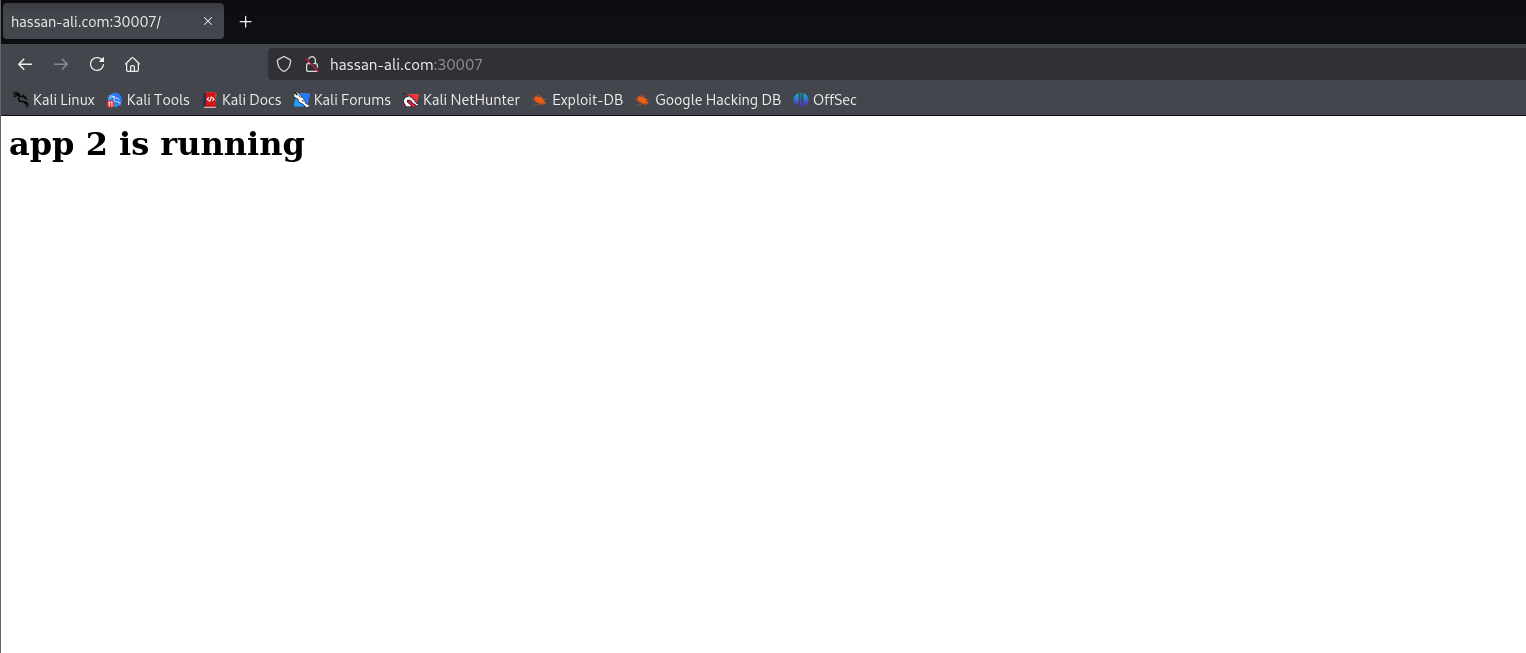 hassan-ali.com:30007/
hassan-ali.com:30007
Kali Linux Kali Tools Kali Docs Kali Forums Kali NetHunter Exploit-DB Google Hacking DB OffSec
app 2 is running